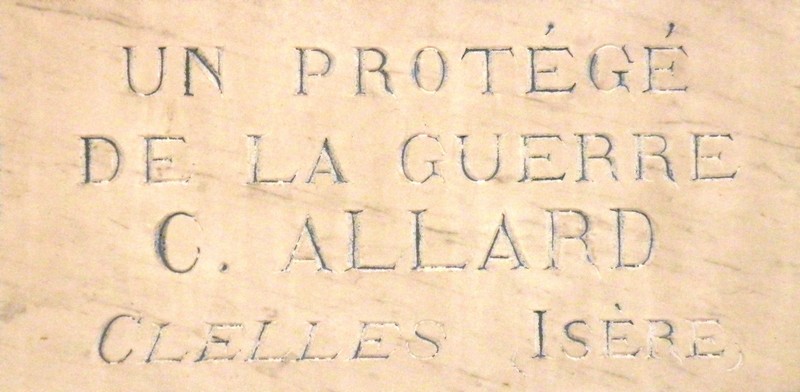 UN PROTÉGÉ
DE LA GUERRE
C. ALLARD
CLELLES (ISÈRE)